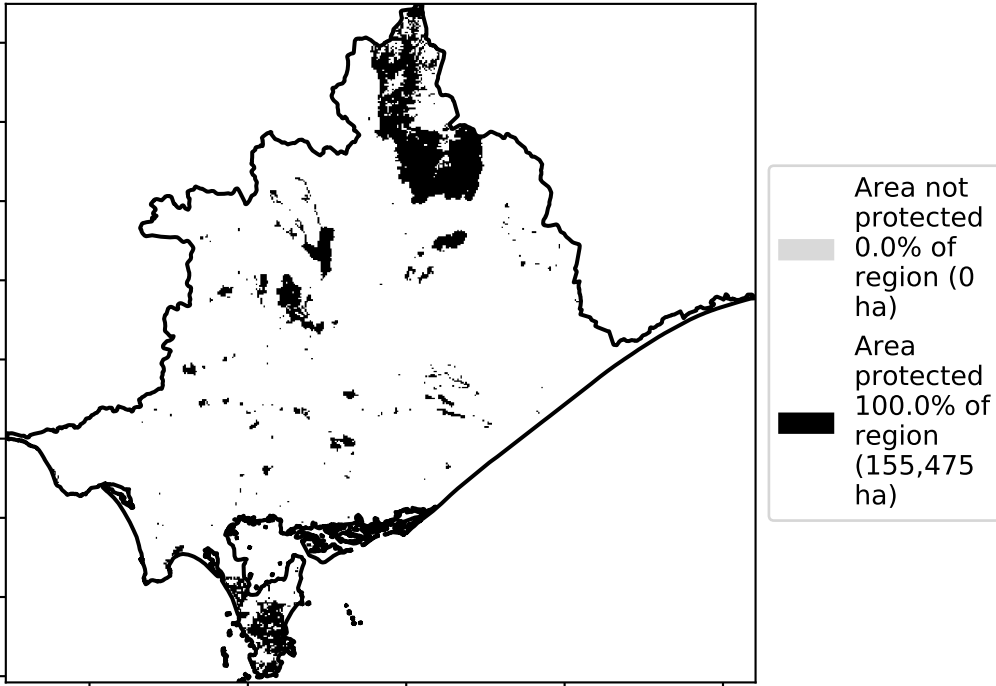 Area not
protected
0.0% of
region (0
ha)
Area
protected
100.0% of
region
(155,475
ha)